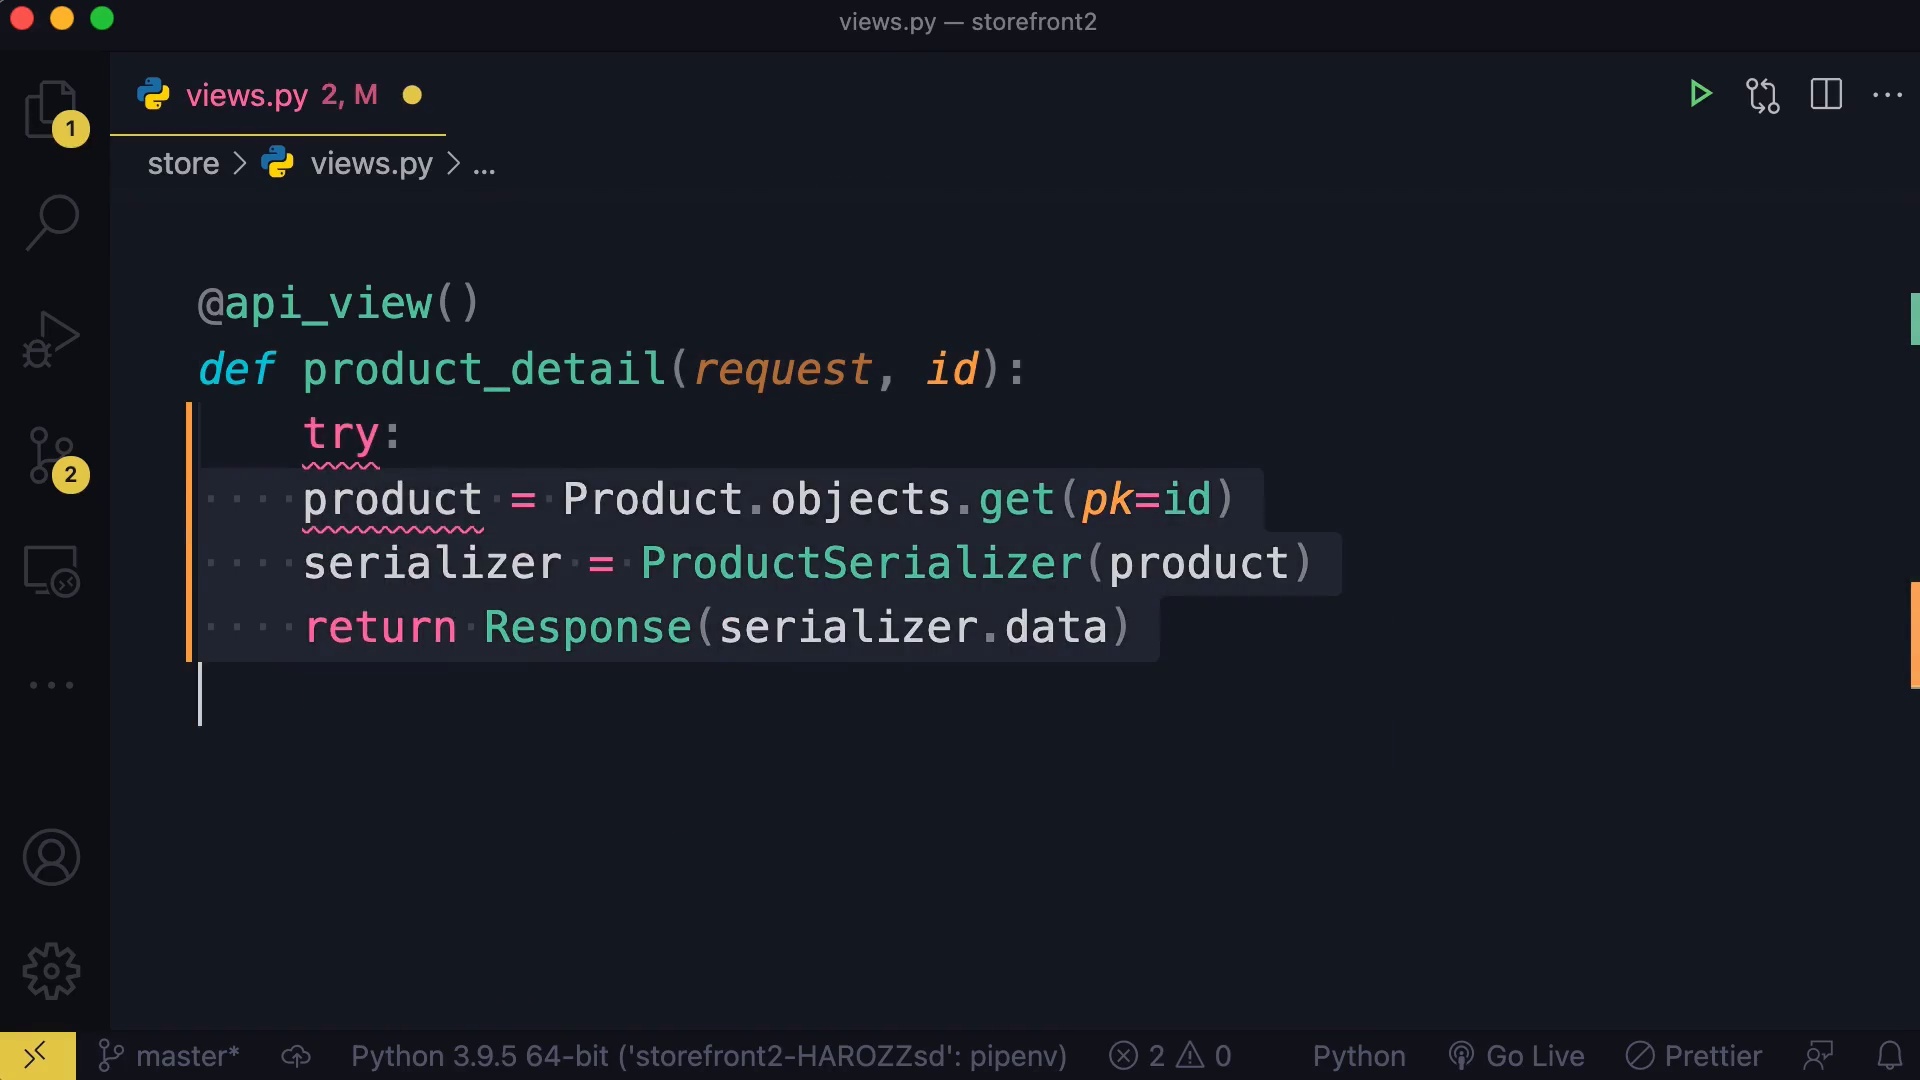 views.py — storefront2
views.py 2, M
store > views.py > ...
1
@api_view()
def product_detail(request, id):
    try:
    product = Product.objects.get(pk=id)
    serializer = ProductSerializer(product)
    return Response(serializer.data)
2
master* Python 3.9.5 64-bit ('storefront2-HAROZZsd': pipenv) 2 0 Python Go Live Prettier